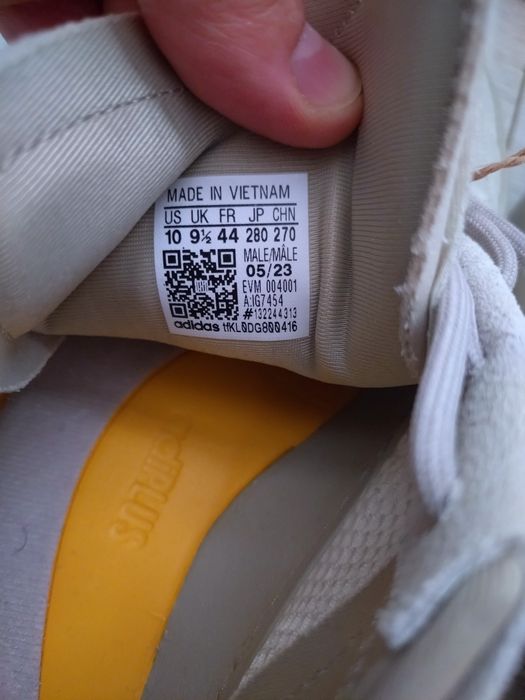 MADE IN VIETNAM
US UK FR JP CHN
10 9½ 44 280 270
MALE/MÂLE
05/23
EVM 004001
A:IG7454
#132244313
adidas tfKL0DG800416